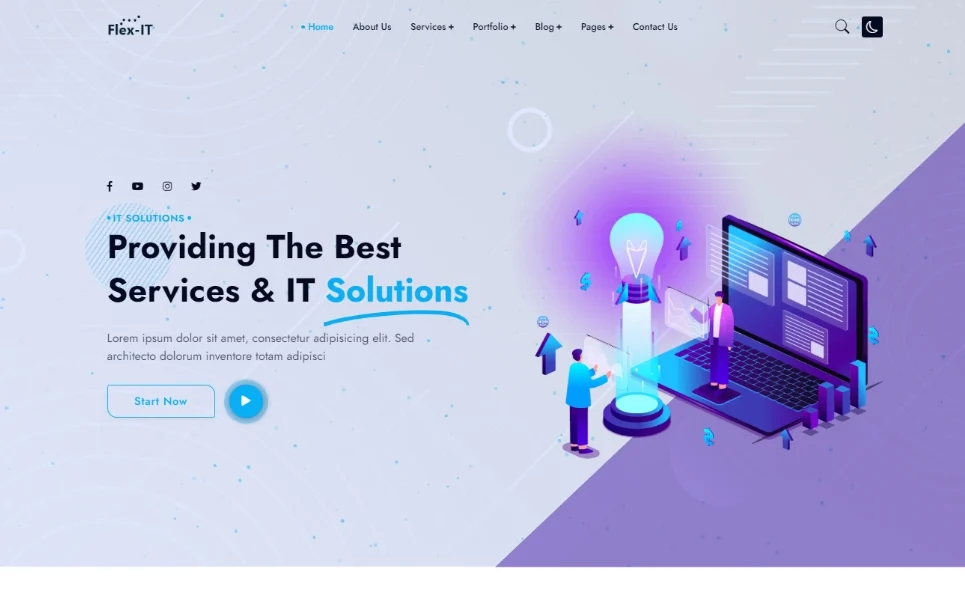 Flex-IT
Home About Us Services + Portfolio + Blog + Pages + Contact Us
IT SOLUTIONS
Providing The Best
Services & IT Solutions
Lorem ipsum dolor sit amet, consectetur adipisicing elit. Sed
architecto dolorum inventore totam adipisci
Start Now